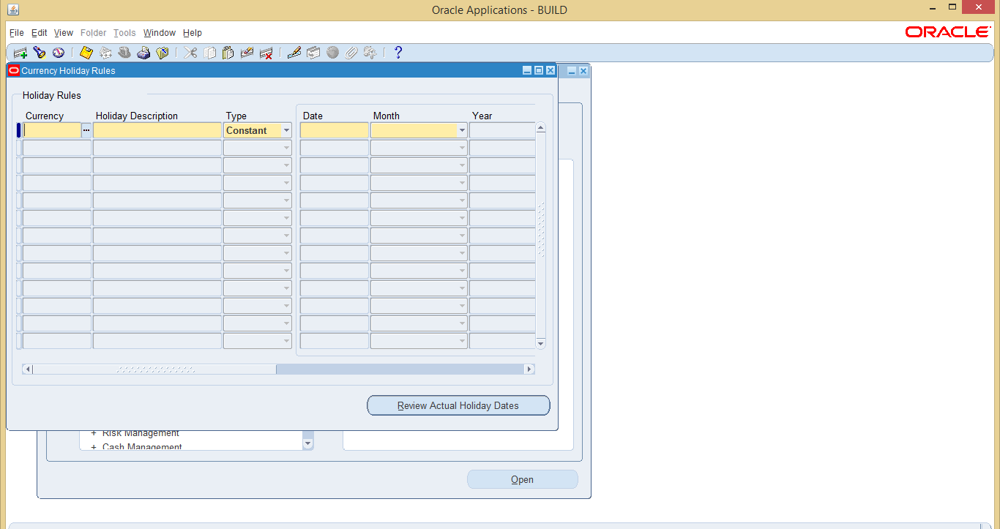 Oracle Applications - BUILD
File Edit View Folder Tools Window Help
ORACLE
Currency Holiday Rules
Holiday Rules
Currency Holiday Description Type Date Month Year
Constant
Review Actual Holiday Dates
+ Risk Management
+ Cash Management
Open